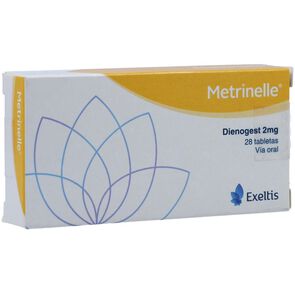 Metrinelle®
Metrinelle®
Dienogest 2mg
28 tabletas
Vía oral
Exeltis